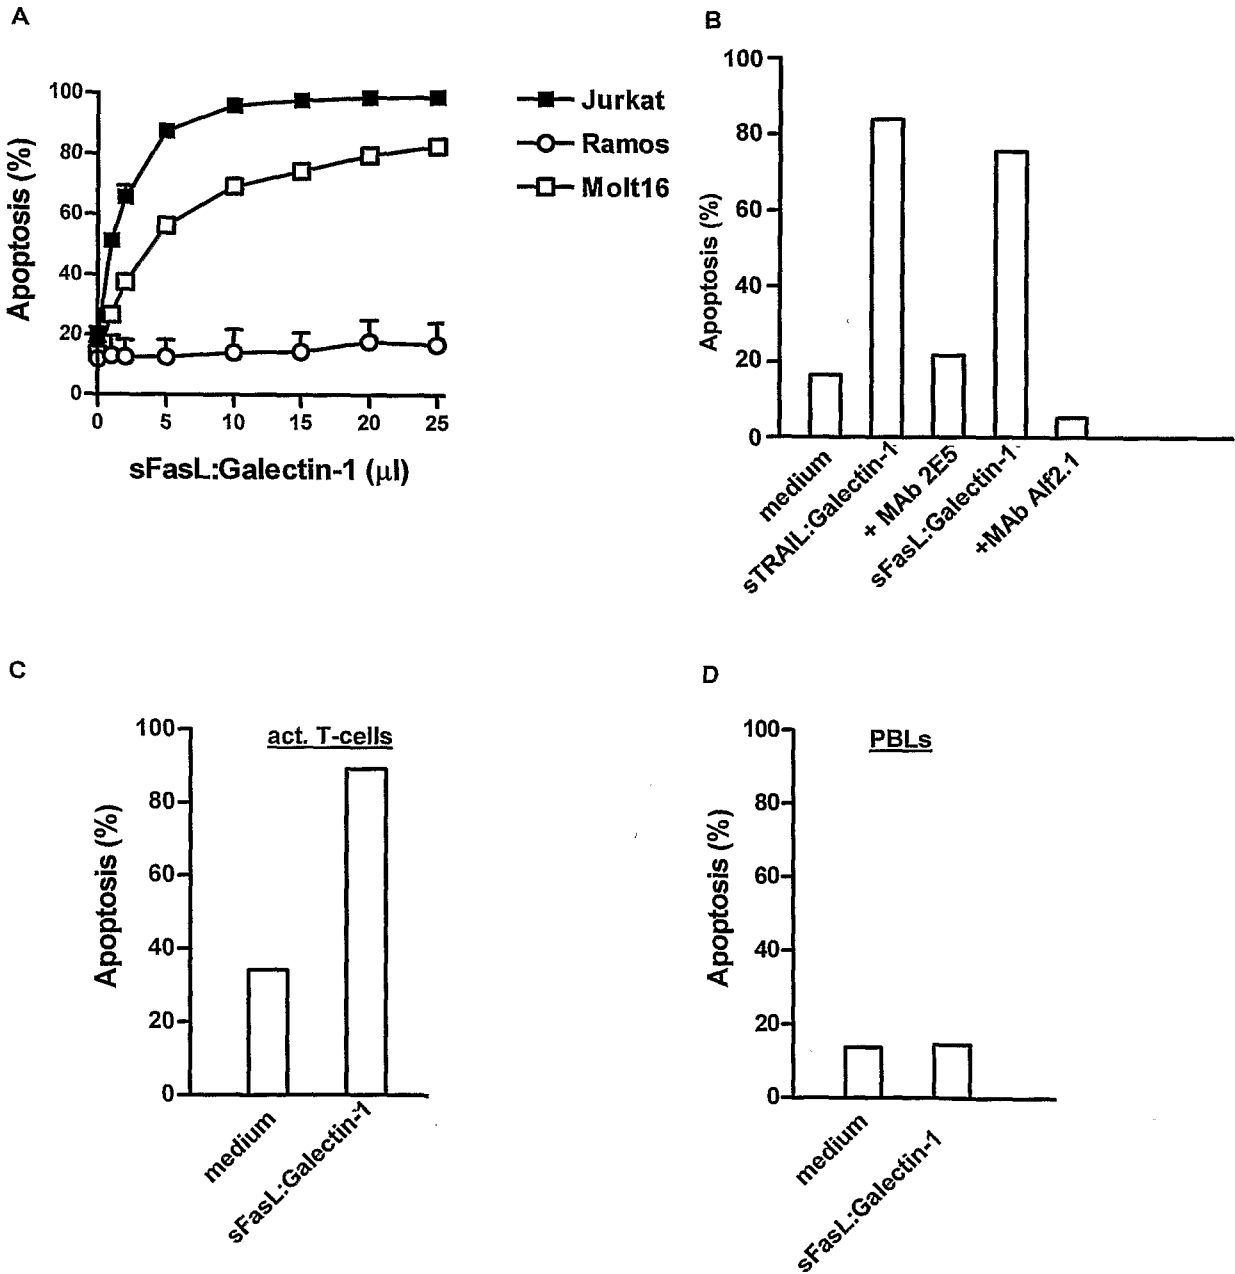 A
100
80
60
40
20
0
Apoptosis (%)
0 5 10 15 20 25
sFasL:Galectin-1 (μl)
Jurkat
Ramos
Molt16
B
100
80
60
40
20
0
Apoptosis (%)
medium
sTRAIL:Galectin-1
+ MAb 2E5
sFasL:Galectin-1
+MAb Alf2.1
C
act. T-cells
100
80
60
40
20
0
Apoptosis (%)
medium
sFasL:Galectin-1
D
PBLs
100
80
60
40
20
0
Apoptosis (%)
medium
sFasL:Galectin-1